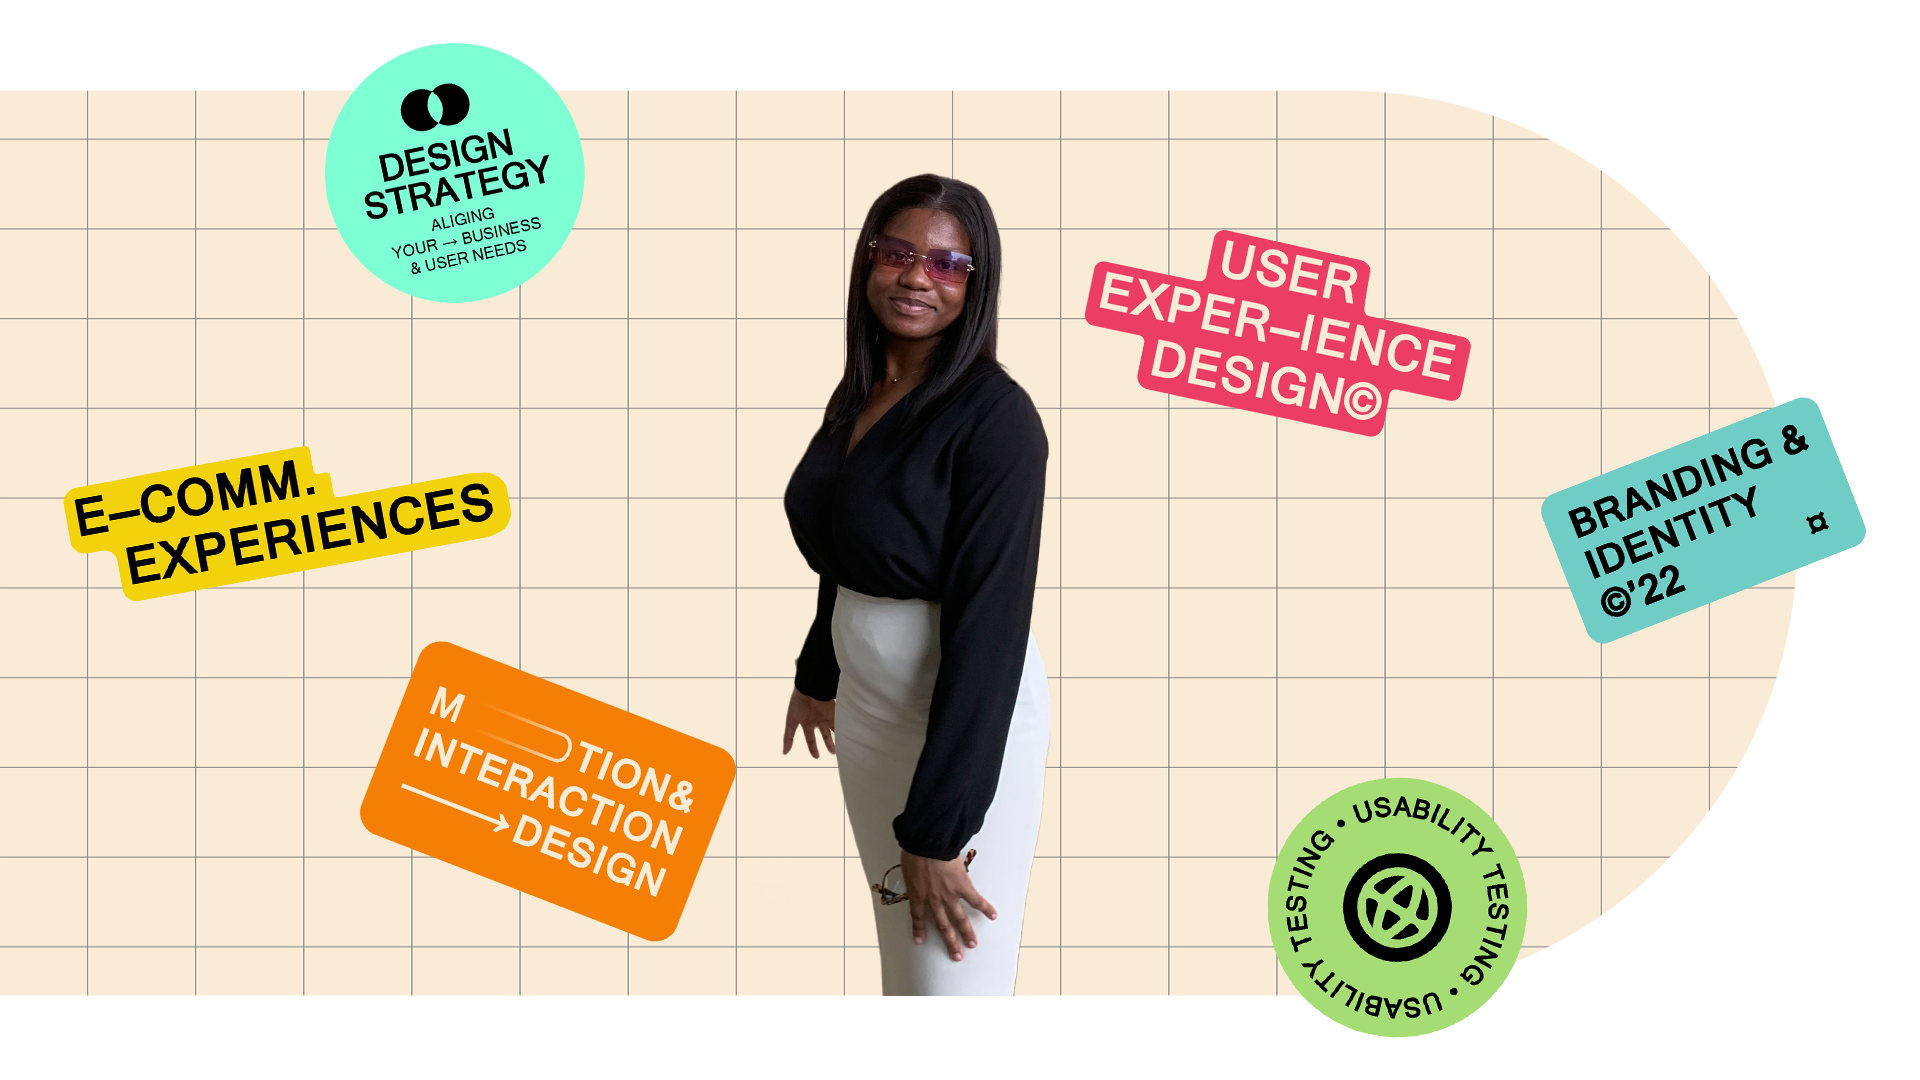 DESIGN
STRATEGY
ALIGING
YOUR → BUSINESS
& USER NEEDS
USER
EXPER–IENCE
DESIGN©
E–COMM.
EXPERIENCES
BRANDING &
IDENTITY
©'22
M TION&
INTERACTION
→DESIGN
USABILITY TESTING • USABILITY TESTING •